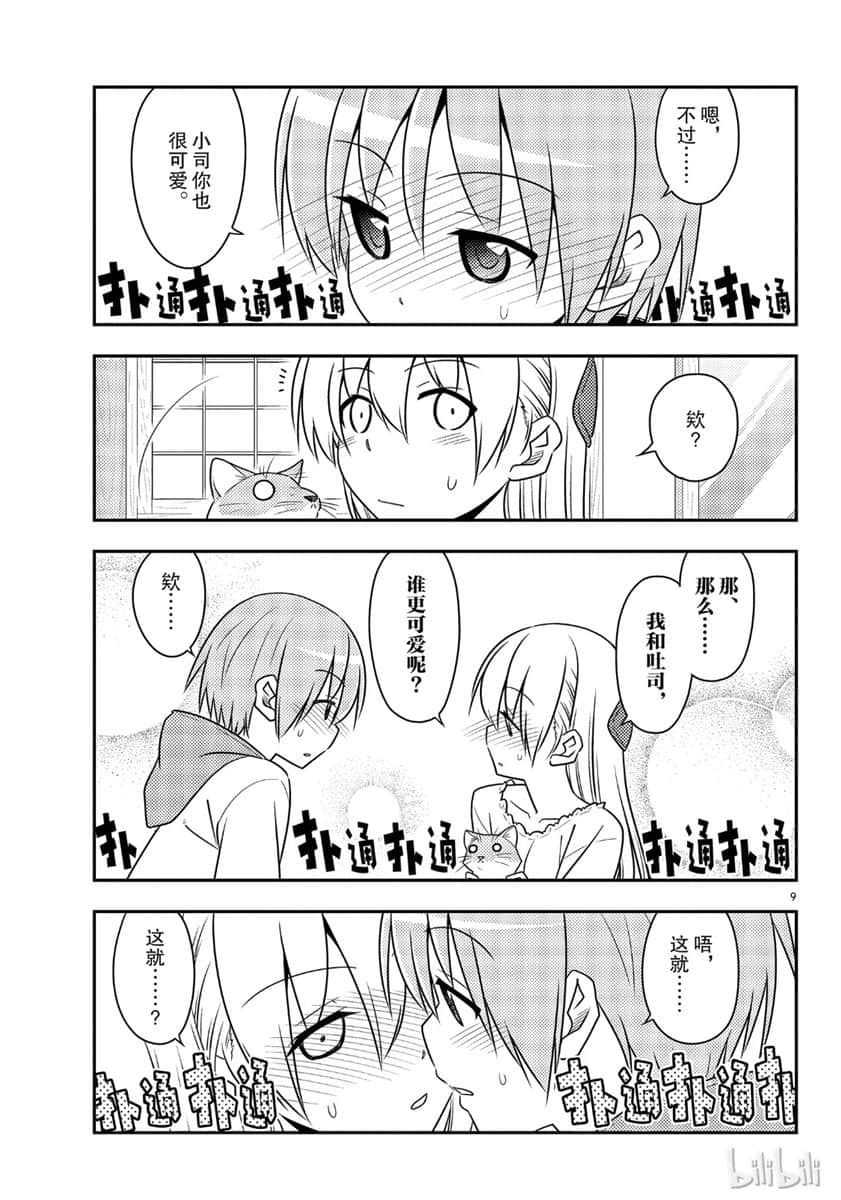 嗯，
不过……
小司你也
很可爱。
扑通扑通扑通
扑通扑通
欸？
那、
那么……
我和吐司，
谁更可爱呢？
欸……
扑通扑通
扑通扑通
扑
9
唔，
这就……
这就
……？
扑通扑通
扑通扑通
bilibili